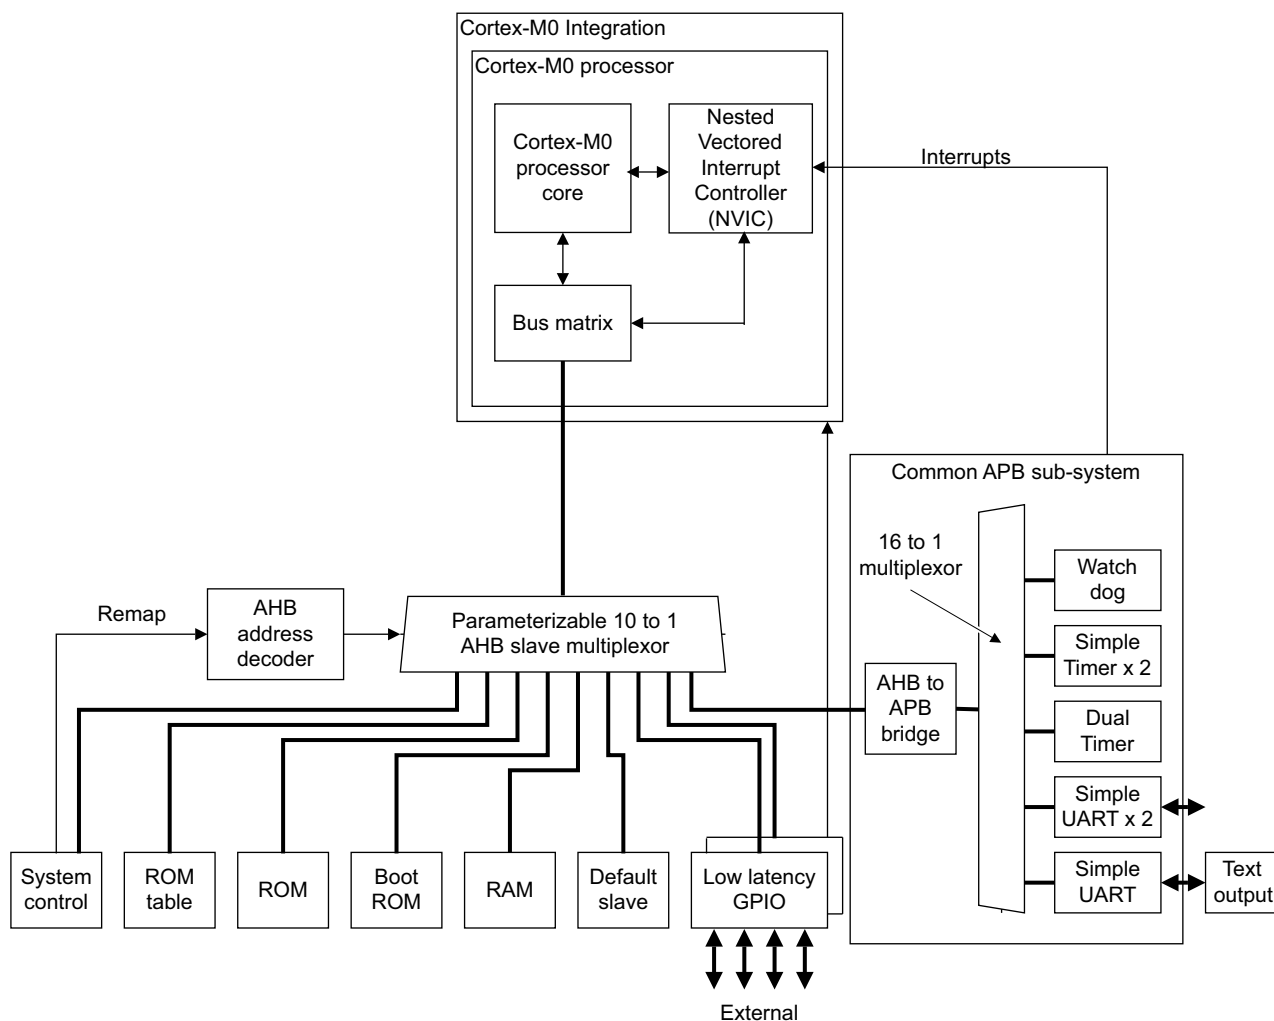 Cortex-M0 Integration
Cortex-M0 processor
Cortex-M0
processor
core
Nested
Vectored
Interrupt
Controller
(NVIC)
Interrupts
Bus matrix
Common APB sub-system
16 to 1
multiplexor
Watch
dog
Simple
Timer x 2
Dual
Timer
Simple
UART x 2
Simple
UART
Text
output
AHB to
APB
bridge
Remap
AHB
address
decoder
Parameterizable 10 to 1
AHB slave multiplexor
System
control
ROM
table
ROM
Boot
ROM
RAM
Default
slave
Low latency
GPIO
External